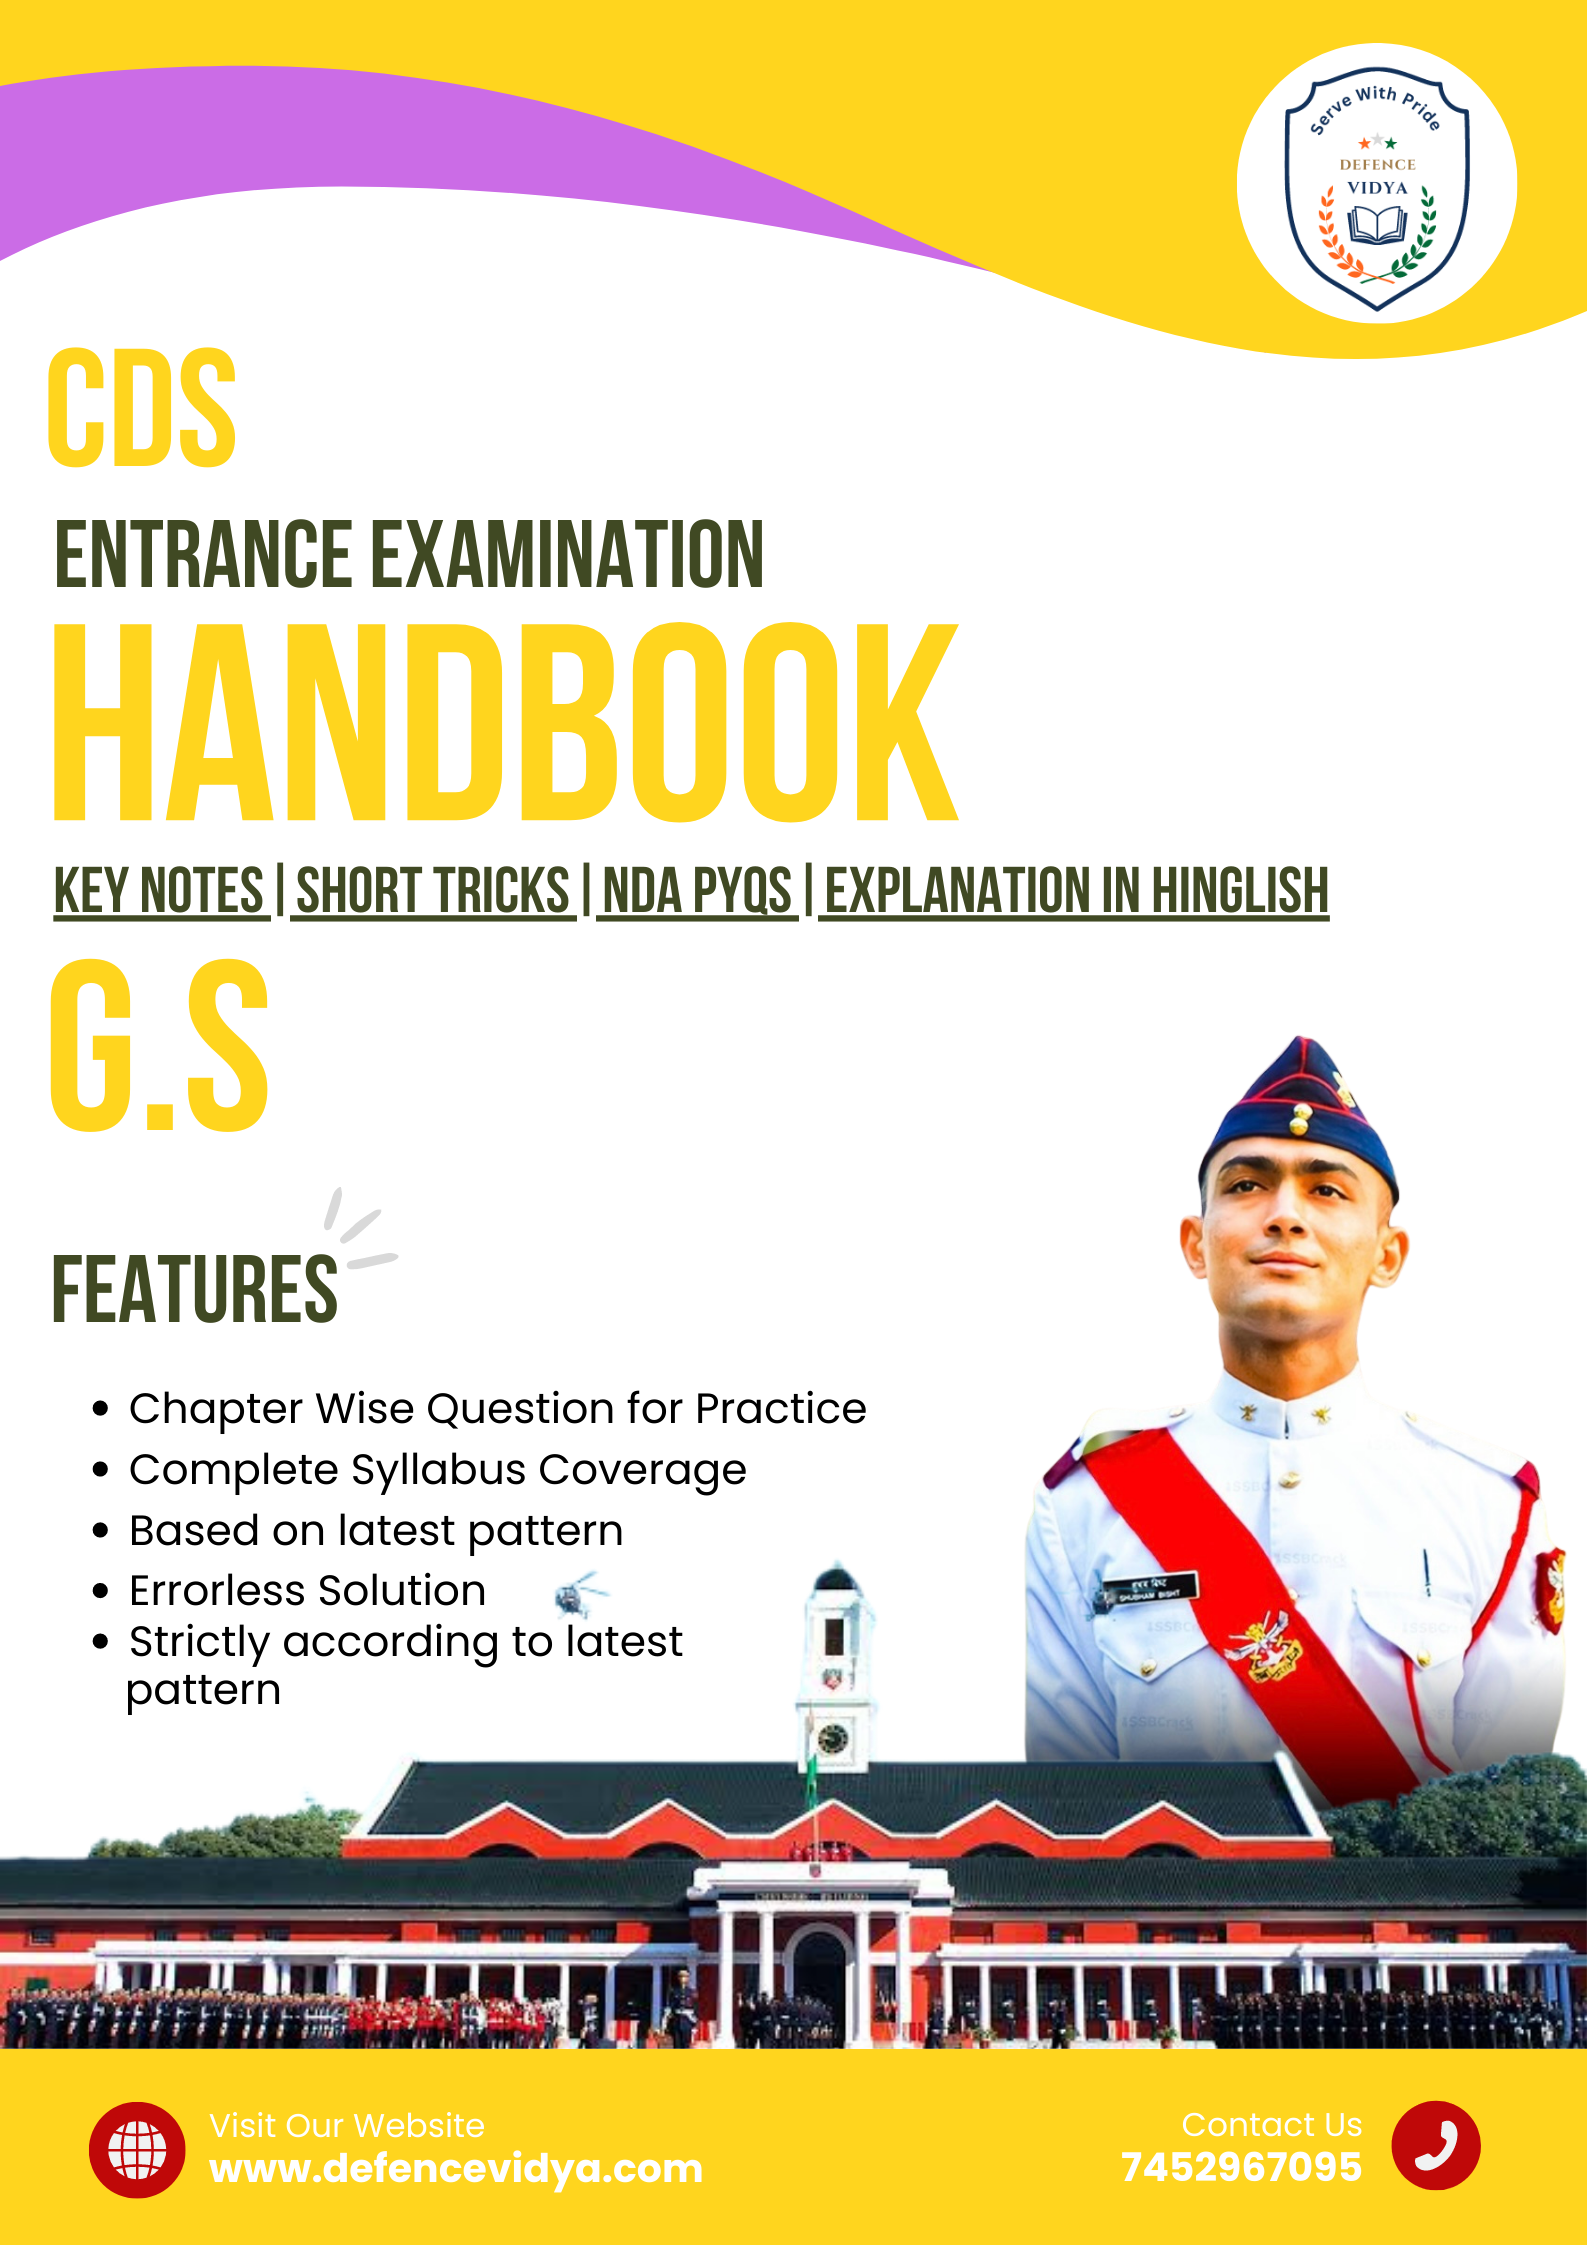 Serve With Pride
DEFENCE
VIDYA
CDS
ENTRANCE EXAMINATION
HANDBOOK
KEY NOTES | SHORT TRICKS | NDA PYQS | EXPLANATION IN HINGLISH
G.S
FEATURES
• Chapter Wise Question for Practice
• Complete Syllabus Coverage
• Based on latest pattern
• Errorless Solution
• Strictly according to latest
pattern
SHUBHAM BISHT
Visit Our Website
www.defencevidya.com
Contact Us
7452967095